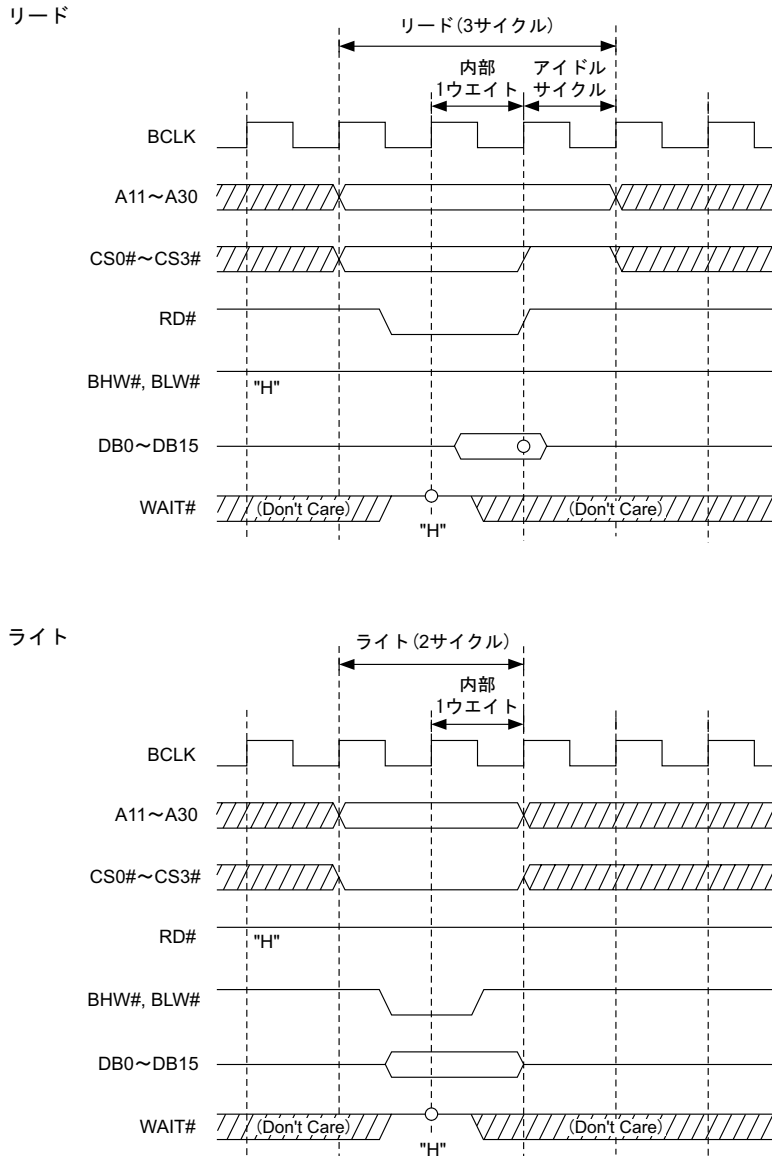 リード
リード(3サイクル)
内部
1ウエイト
アイドル
サイクル
BCLK
A11～A30
CS0#～CS3#
RD#
BHW#, BLW#
"H"
DB0～DB15
WAIT#
(Don't Care)
"H"
(Don't Care)
ライト
ライト(2サイクル)
内部
1ウエイト
BCLK
A11～A30
CS0#～CS3#
RD#
"H"
BHW#, BLW#
DB0～DB15
WAIT#
(Don't Care)
"H"
(Don't Care)